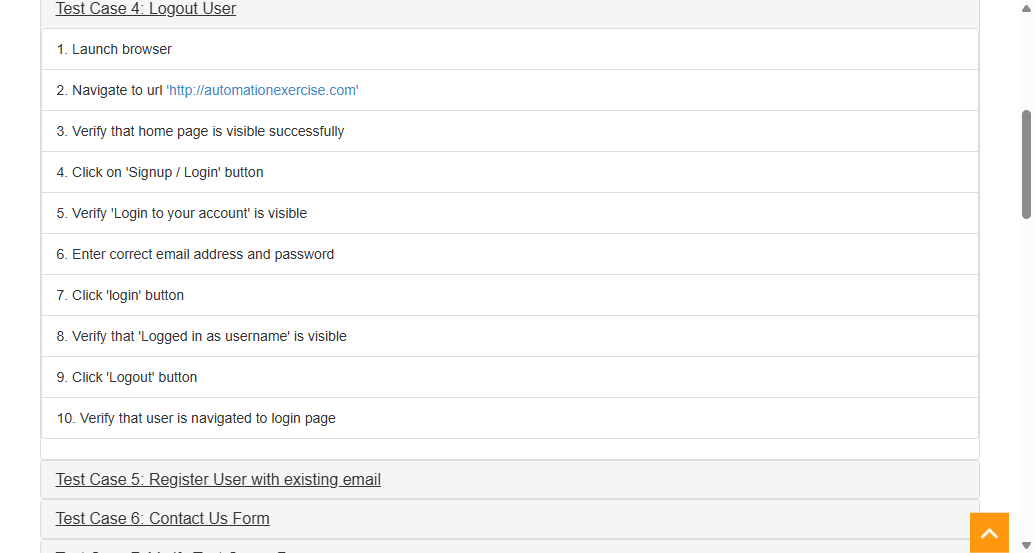 Test Case 4: Logout User
1. Launch browser
2. Navigate to url 'http://automationexercise.com'
3. Verify that home page is visible successfully
4. Click on 'Signup / Login' button
5. Verify 'Login to your account' is visible
6. Enter correct email address and password
7. Click 'login' button
8. Verify that 'Logged in as username' is visible
9. Click 'Logout' button
10. Verify that user is navigated to login page
Test Case 5: Register User with existing email
Test Case 6: Contact Us Form